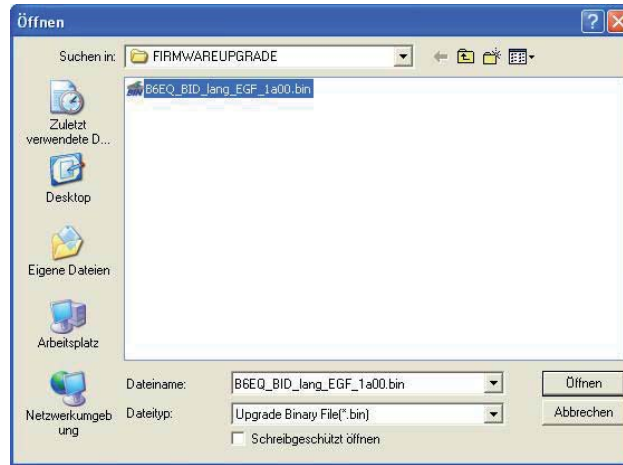 Öffnen
Suchen in:
FIRMWAREUPGRADE
B6EQ_BID_lang_EGF_1a00.bin
Zuletzt
verwendete D...
Desktop
Eigene Dateien
Arbeitsplatz
Netzwerkumgeb
ung
Dateiname:
B6EQ_BID_lang_EGF_1a00.bin
Öffnen
Dateityp:
Upgrade Binary File(*.bin)
Abbrechen
Schreibgeschützt öffnen